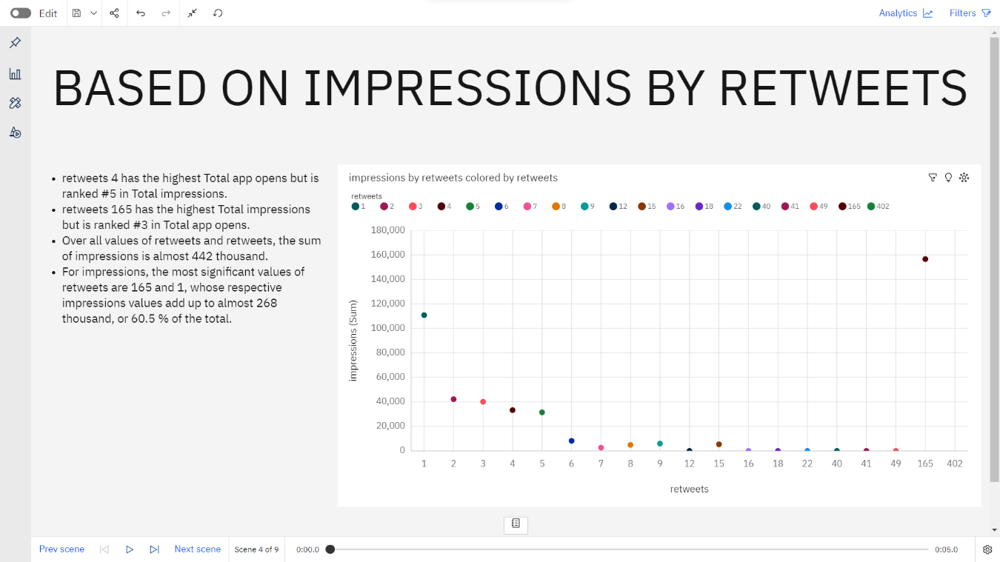 Edit
Analytics
Filters
BASED ON IMPRESSIONS BY RETWEETS
• retweets 4 has the highest Total app opens but is
ranked #5 in Total impressions.
• retweets 165 has the highest Total impressions
but is ranked #3 in Total app opens.
• Over all values of retweets and retweets, the sum
of impressions is almost 442 thousand.
• For impressions, the most significant values of
retweets are 165 and 1, whose respective
impressions values add up to almost 268
thousand, or 60.5 % of the total.
impressions by retweets colored by retweets
retweets
1 2 3 4 5 6 7 8 9 12 15 16 18 22 40 41 49 165 402
180,000
160,000
140,000
120,000
100,000
80,000
60,000
40,000
20,000
0
impressions (Sum)
1 2 3 4 5 6 7 8 9 12 15 16 18 22 40 41 49 165 402
retweets
Prev scene
Next scene
Scene 4 of 9
0:00.0
0:05.0